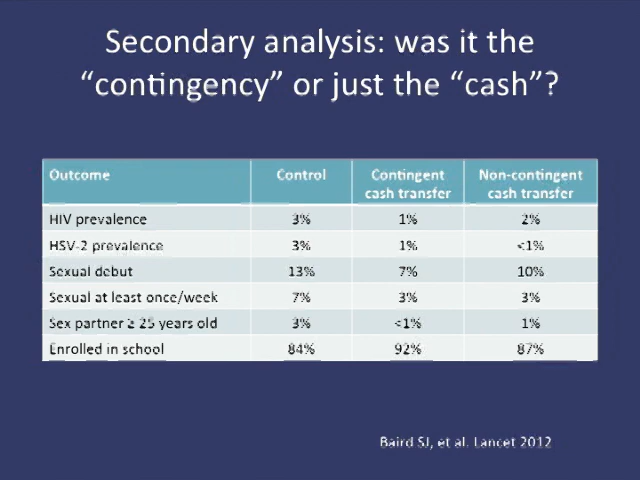 Secondary analysis: was it the
“contingency” or just the “cash”?
Outcome Control Contingent cash transfer Non-contingent cash transfer
HIV prevalence 3% 1% 2%
HSV-2 prevalence 3% 1% <1%
Sexual debut 13% 7% 10%
Sexual at least once/week 7% 3% 3%
Sex partner ≥ 25 years old 3% <1% 1%
Enrolled in school 84% 92% 87%
Baird SJ, et al. Lancet 2012